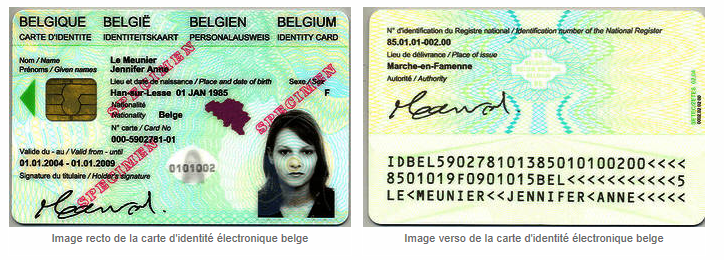 BELGIQUE BELGIË BELGIEN BELGIUM
CARTE D'IDENTITE IDENTITEITSKAART PERSONALAUSWEIS IDENTITY CARD
Nom / Name Le Meunier
Prénoms / Given names Jennifer Anne
Lieu et date de naissance / Place and date of birth Sexe / Sex
Han-sur-Lesse 01 JAN 1985 F
Nationalité
Nationality Belge
N° carte / Card No
000-5902781-01
Valide du - au / Valid from - until
01.01.2004 - 01.01.2009
0101002
Signature du titulaire / Holder's signature
SPECIMEN
SPECIMEN
SPECIMEN
Image recto de la carte d'identité électronique belge
N° d'identification du Registre national / Identification number of the National Register
85.01.01-002.00
Lieu de délivrance / Place of issue
Marche-en-Famenne
Autorité / Authority
IDBEL590278101385010100200<<<<
8501019F0901015BEL<<<<<<<<<<<5
LE<MEUNIER<<JENNIFER<ANNE<<<<<
Image verso de la carte d'identité électronique belge